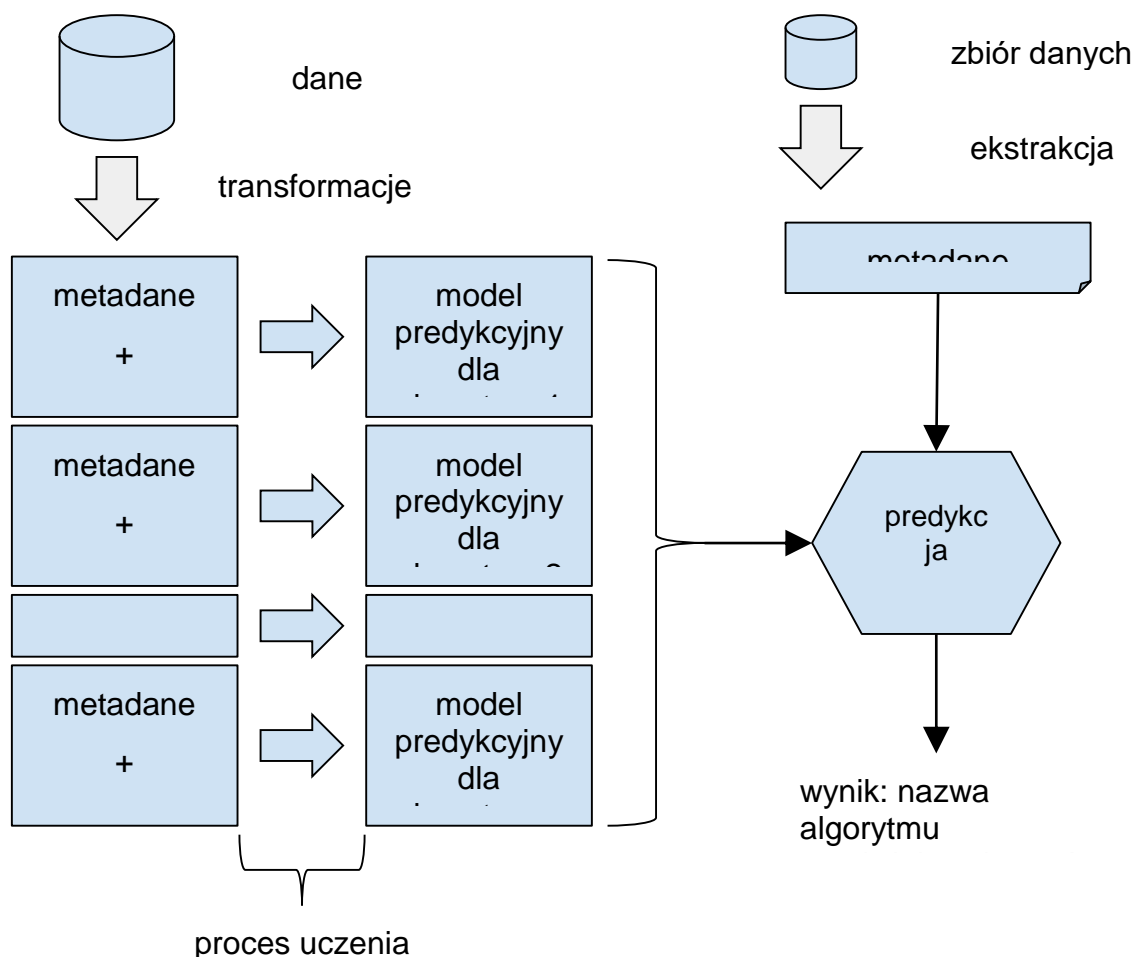 dane
transformacje
metadane
+
model
predykcyjny
dla
metadane
+
model
predykcyjny
dla
metadane
+
model
predykcyjny
dla
proces uczenia
zbiór danych
ekstrakcja
metadane
predykc
ja
wynik: nazwa
algorytmu